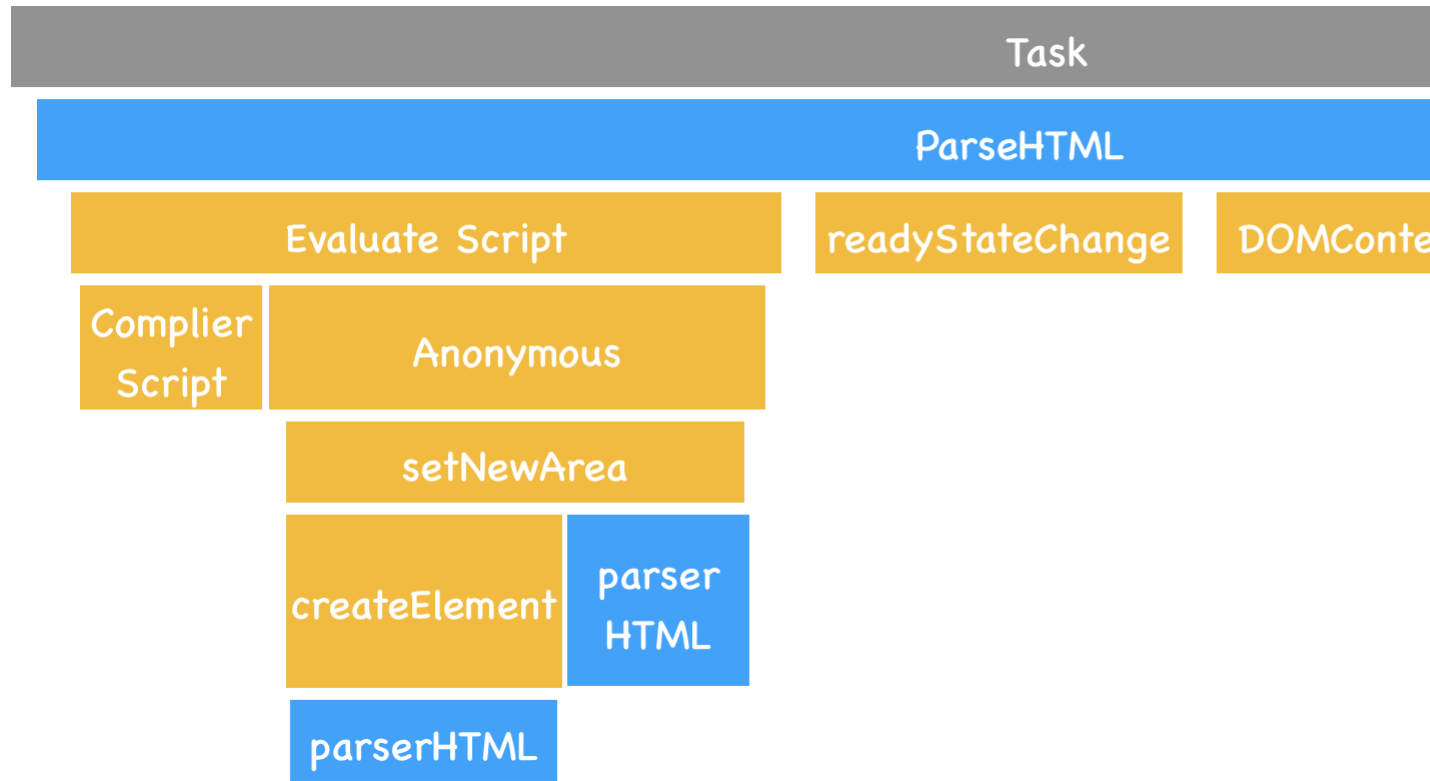 Task
ParseHTML
Evaluate Script
readyStateChange
DOMConte
Complier
Script
Anonymous
setNewArea
createElement
parser
HTML
parserHTML